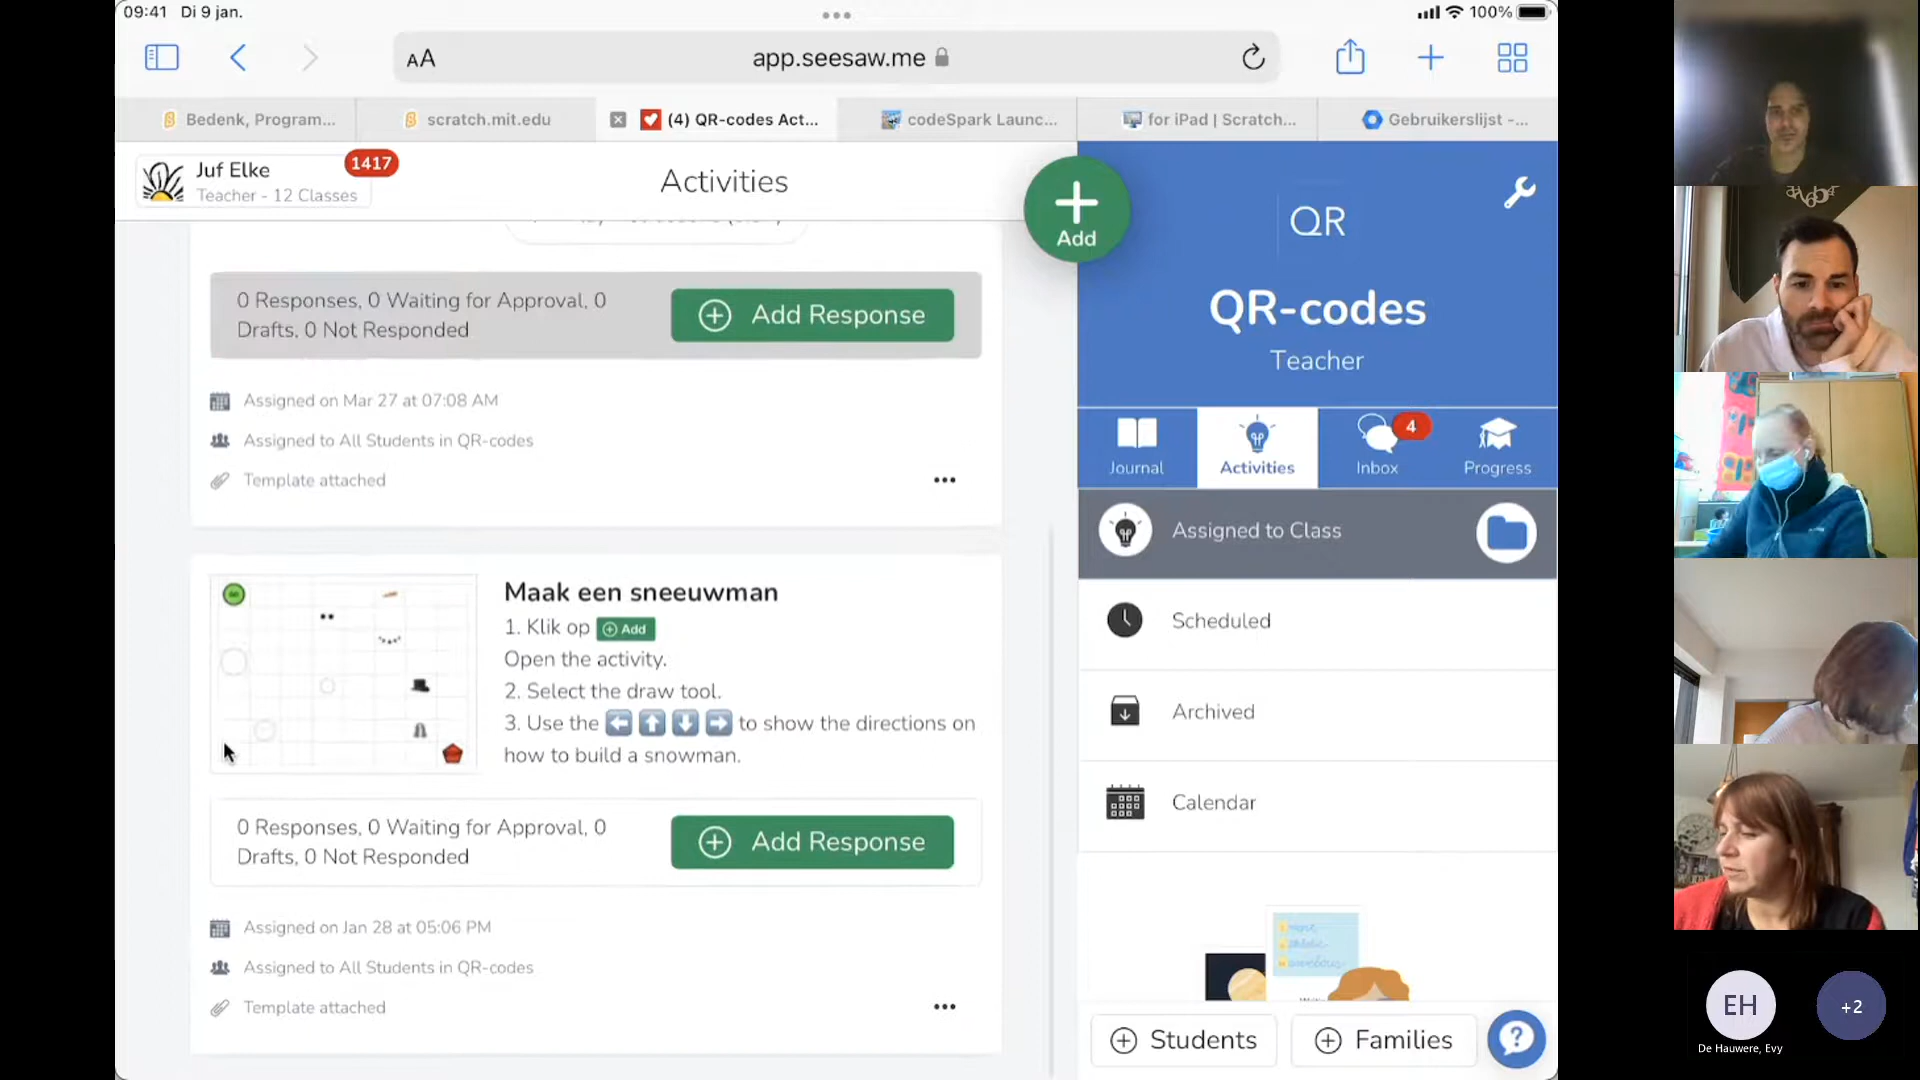 09:41 Di 9 jan.
100%
AA
app.seesaw.me
Bedenk, Program...
scratch.mit.edu
(4) QR-codes Act...
codeSpark Launc...
for iPad | Scratch...
Gebruikerslijst -...
Juf Elke
1417
Teacher - 12 Classes
Activities
Add
QR
QR-codes
Teacher
0 Responses, 0 Waiting for Approval, 0
Drafts, 0 Not Responded
Add Response
Assigned on Mar 27 at 07:08 AM
Assigned to All Students in QR-codes
Template attached
Journal
Activities
Inbox
4
Progress
Assigned to Class
Scheduled
Archived
Calendar
Maak een sneeuwman
1. Klik op Add
Open the activity.
2. Select the draw tool.
3. Use the to show the directions on
how to build a snowman.
0 Responses, 0 Waiting for Approval, 0
Drafts, 0 Not Responded
Add Response
Assigned on Jan 28 at 05:06 PM
Assigned to All Students in QR-codes
Template attached
Students
Families
?
EH
+2
De Hauwere, Evy